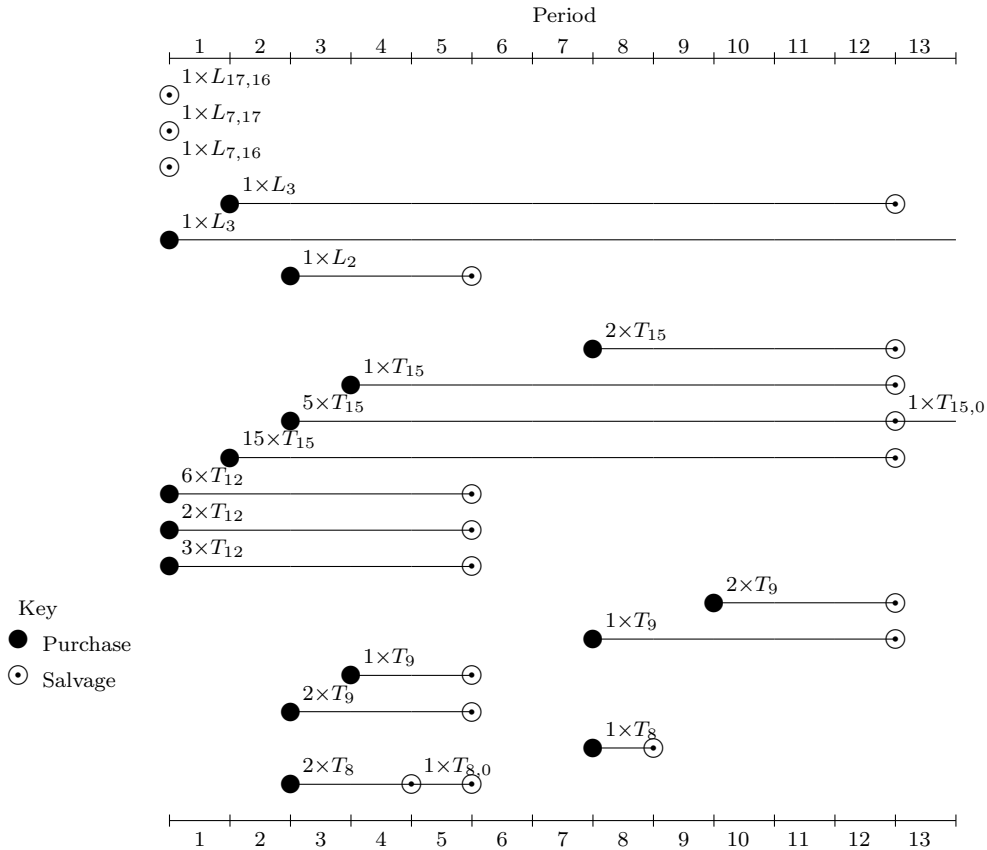 Period
1 2 3 4 5 6 7 8 9 10 11 12 13
1×L17,16
1×L7,17
1×L7,16
1×L3
1×L3
1×L2
2×T15
1×T15
5×T15 1×T15,0
15×T15
6×T12
2×T12
3×T12
2×T9
Key
1×T9
Purchase
1×T9
Salvage
2×T9
1×T8
2×T8 1×T8,0
1 2 3 4 5 6 7 8 9 10 11 12 13